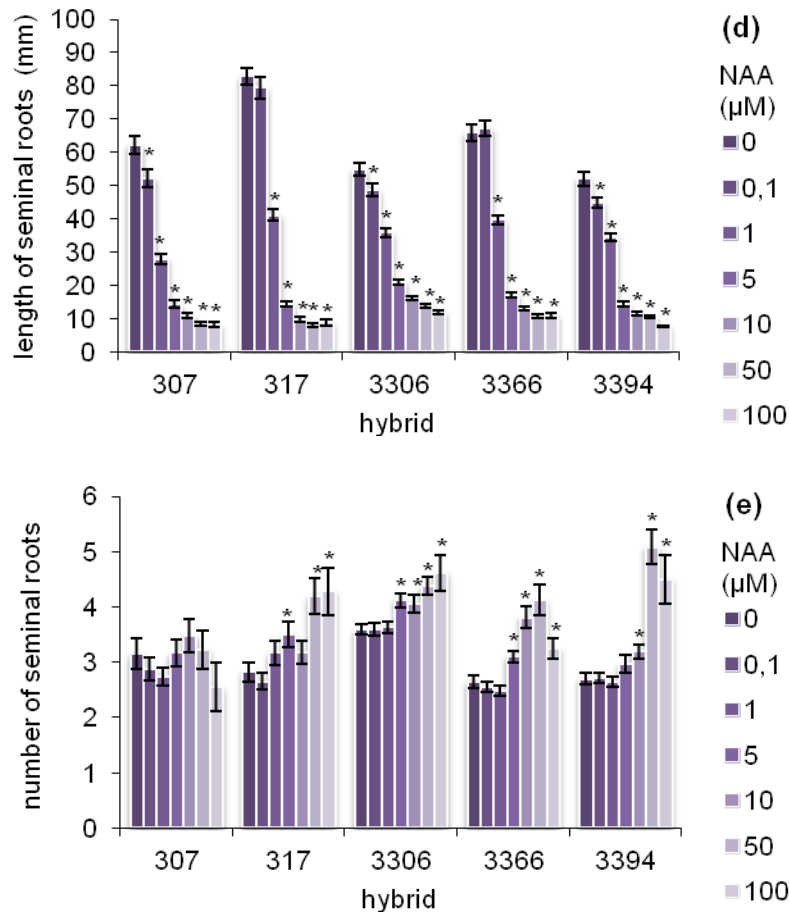 length of seminal roots (mm)
100
90
80
70
60
50
40
30
20
10
0
* * * * * *
* * * * *
* * * * * *
* * * * *
* * * * * *
307 317 3306 3366 3394
hybrid
(d)
NAA
(µM)
0
0,1
1
5
10
50
100
number of seminal roots
6
5
4
3
2
1
0
* * *
* * * *
* * * *
* * *
307 317 3306 3366 3394
hybrid
(e)
NAA
(µM)
0
0,1
1
5
10
50
100